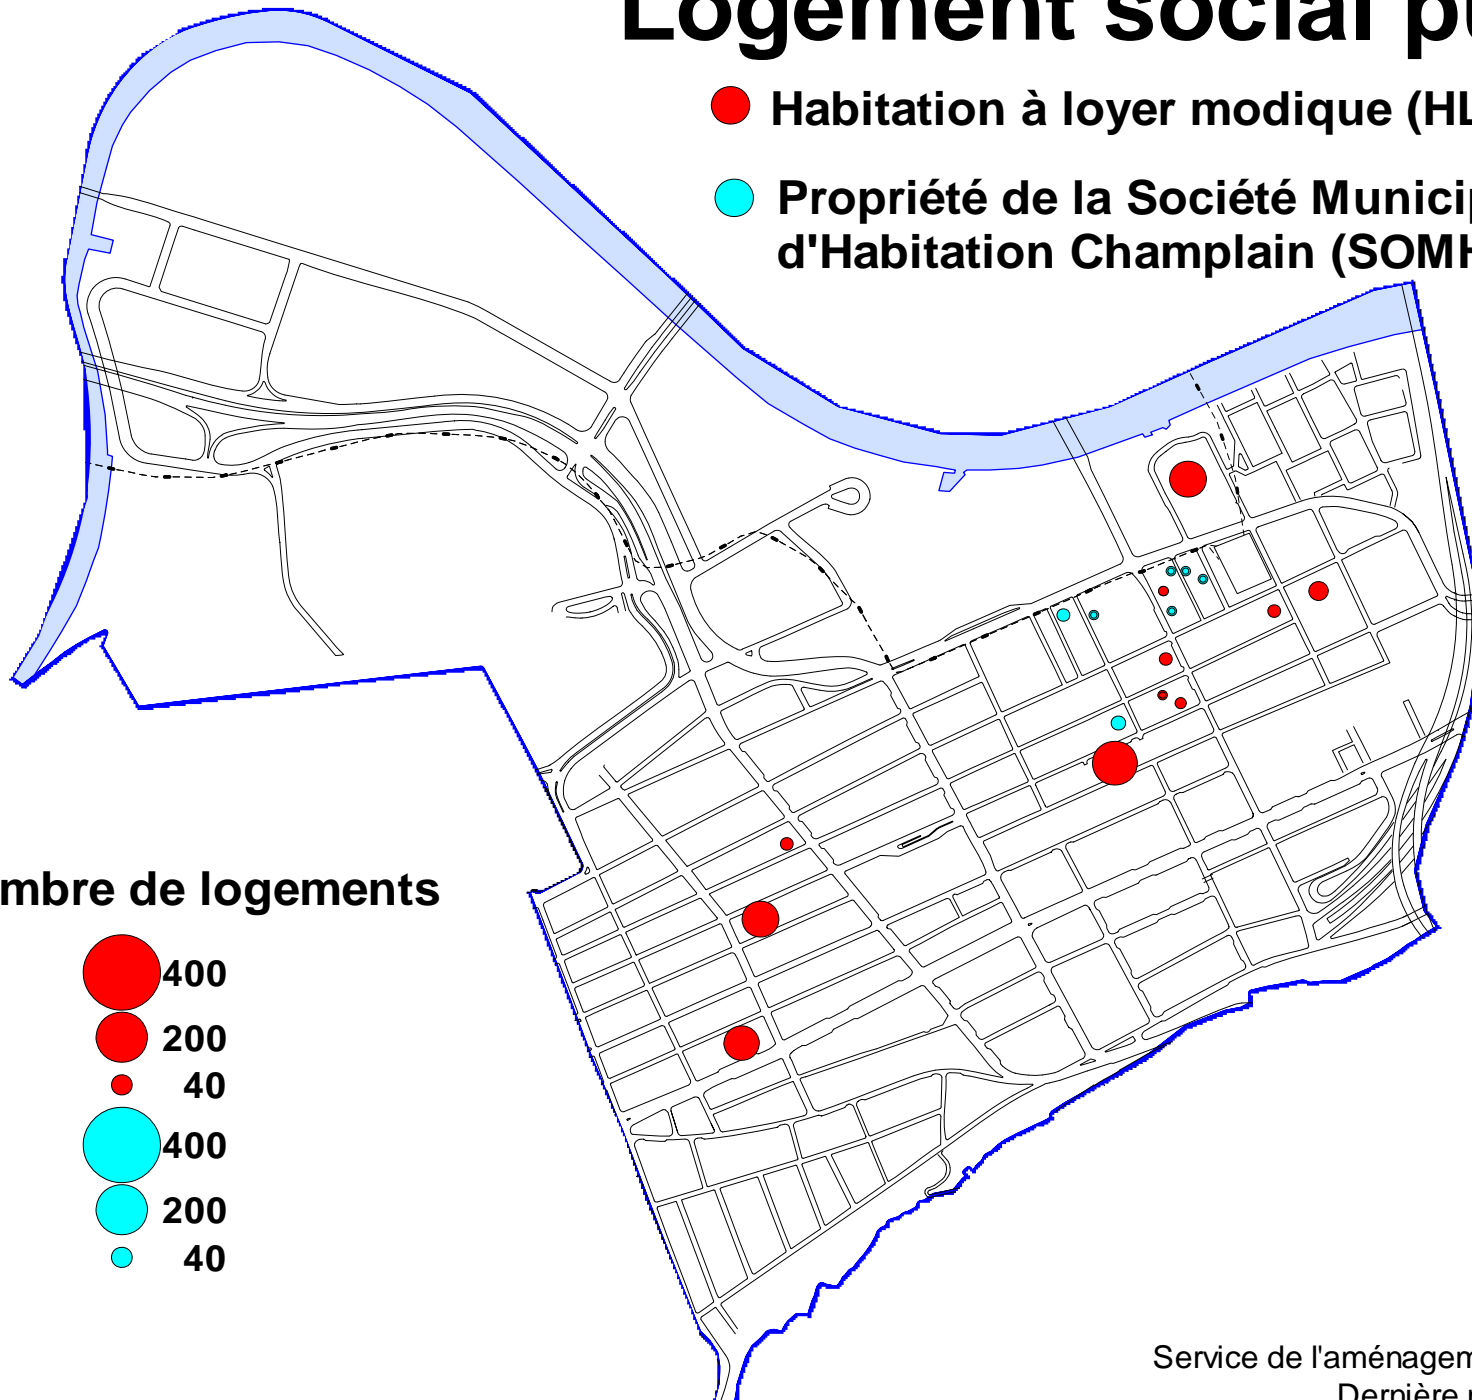 Logement social pu
Habitation à loyer modique (HL
Propriété de la Société Municip
d'Habitation Champlain (SOMH
mbre de logements
400
200
40
400
200
40
Service de l'aménagem
Dernière